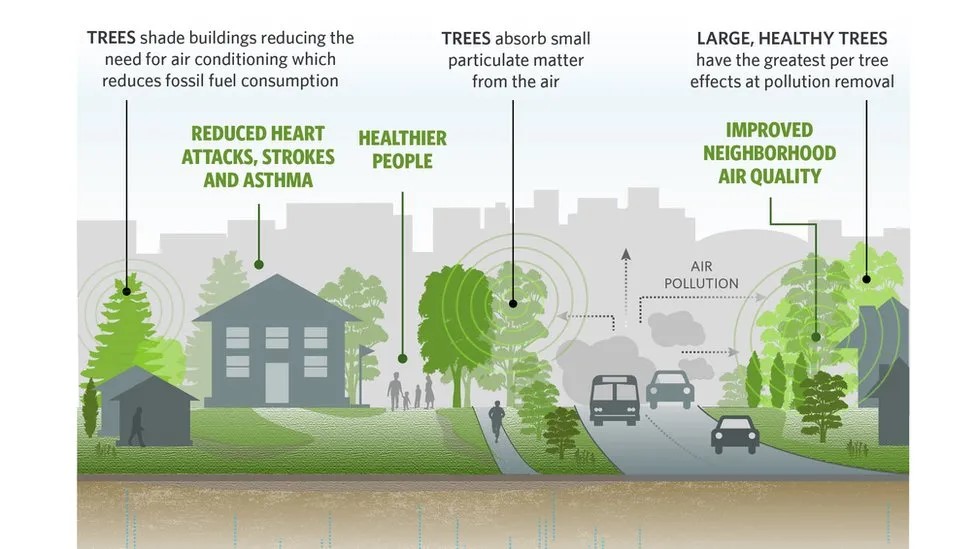 TREES shade buildings reducing the
need for air conditioning which
reduces fossil fuel consumption
TREES absorb small
particulate matter
from the air
LARGE, HEALTHY TREES
have the greatest per tree
effects at pollution removal
REDUCED HEART
ATTACKS, STROKES
AND ASTHMA
HEALTHIER
PEOPLE
IMPROVED
NEIGHBORHOOD
AIR QUALITY
AIR
POLLUTION